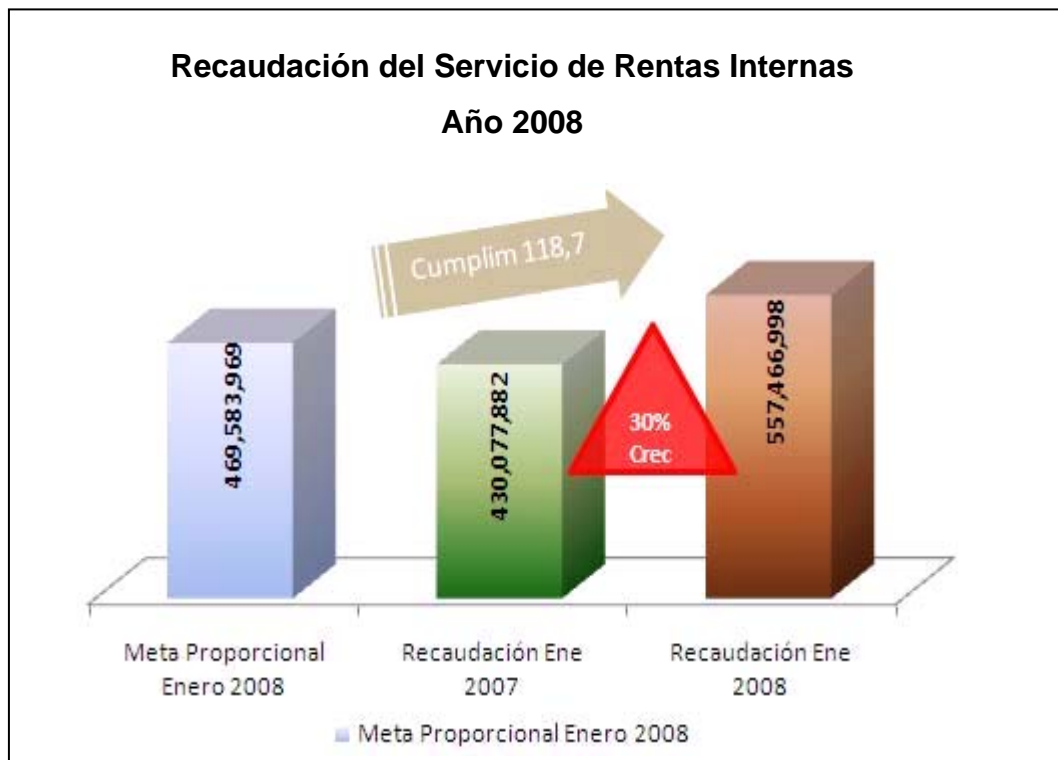 Recaudación del Servicio de Rentas Internas
Año 2008
Cumplim 118,7
469,583,969
430,077,882
30%
Crec
557,466,998
Meta Proporcional
Enero 2008
Recaudación Ene
2007
Recaudación Ene
2008
Meta Proporcional Enero 2008